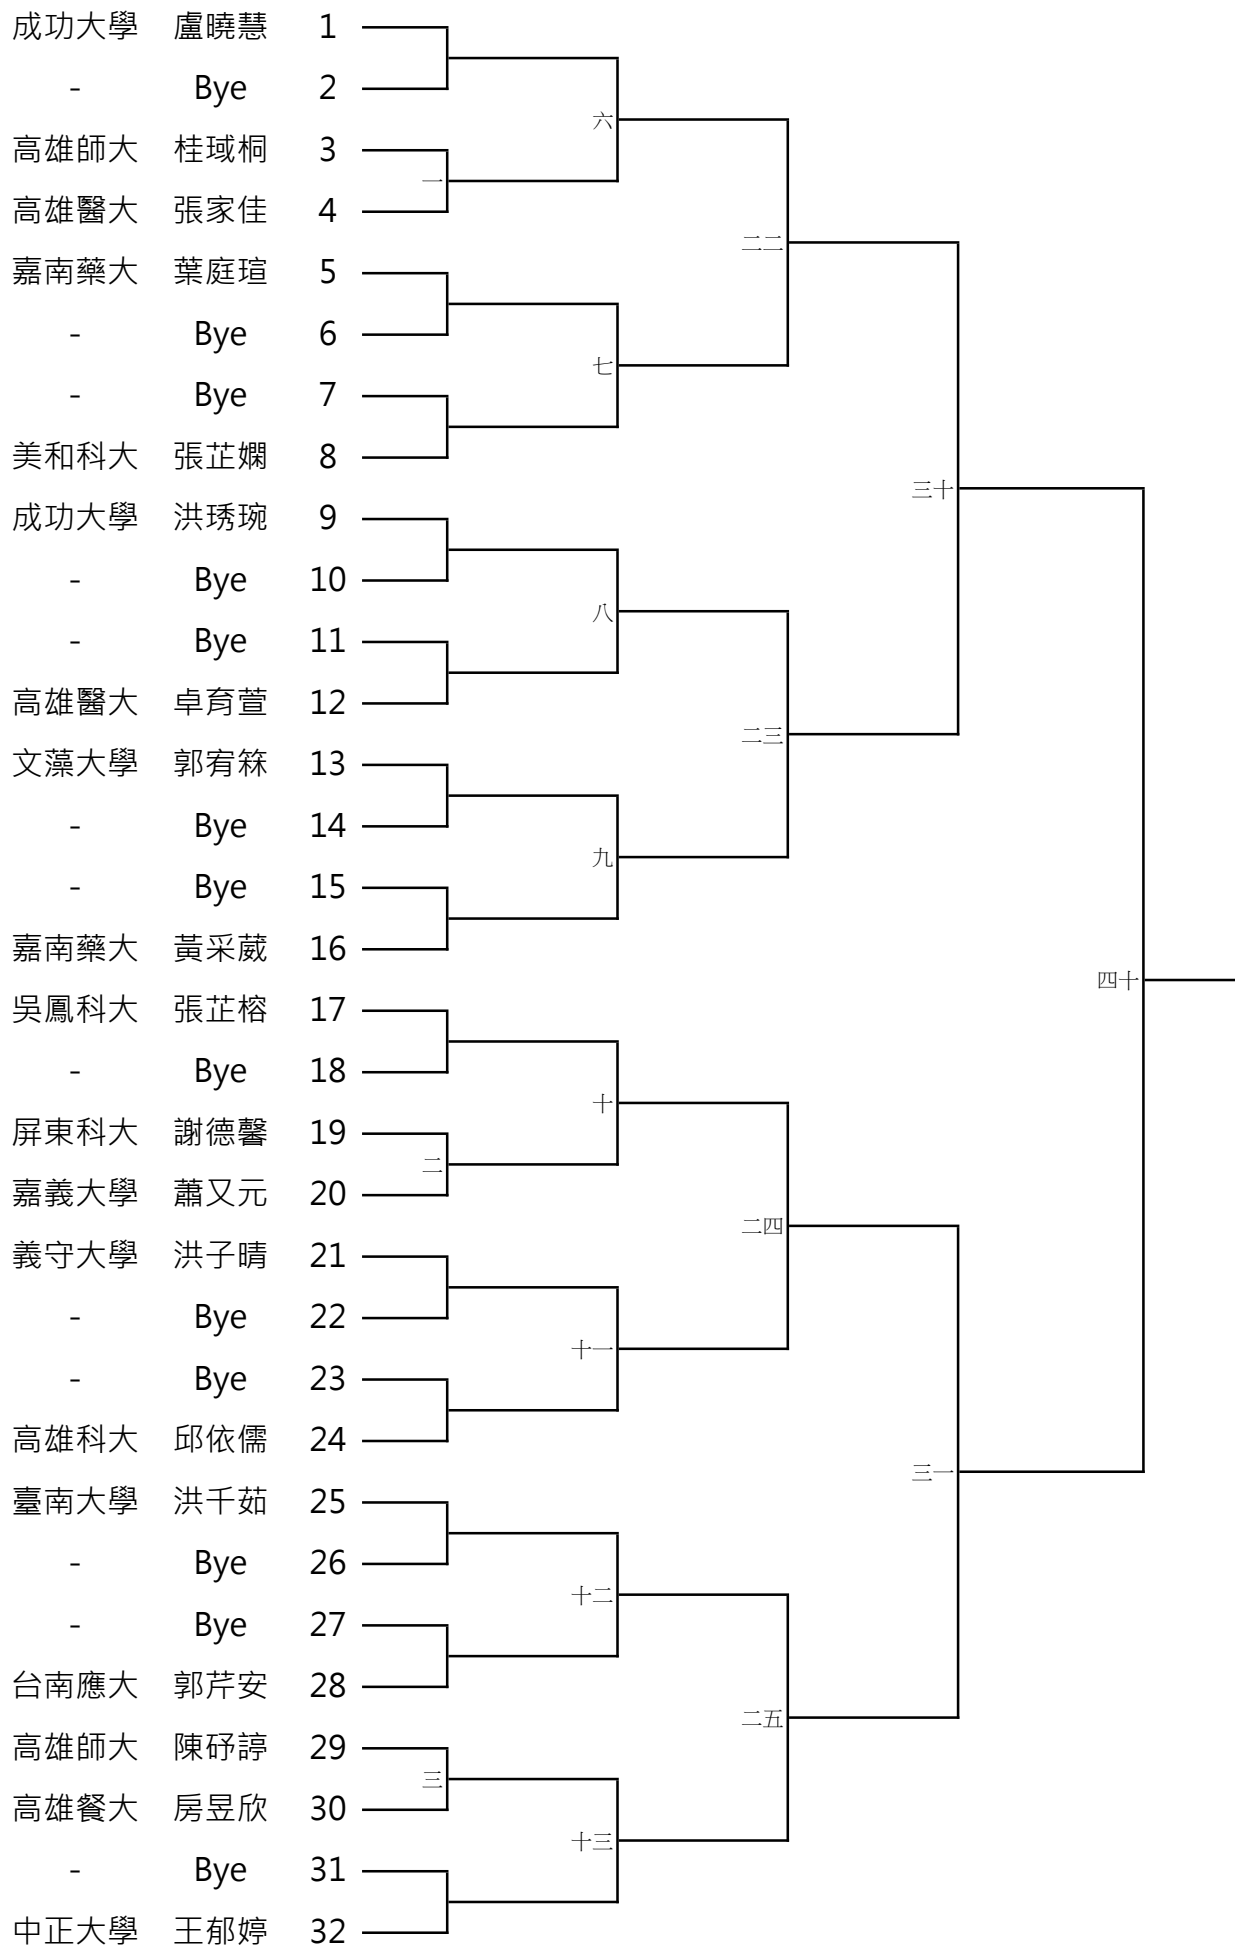 成功大學 盧曉慧 1
- Bye 2
六
高雄師大 桂琙桐 3
一
高雄醫大 張家佳 4
二二
嘉南藥大 葉庭瑄 5
- Bye 6
七
- Bye 7
美和科大 張芷嫻 8
三十
成功大學 洪琇琬 9
- Bye 10
八
- Bye 11
高雄醫大 卓育萱 12
二三
文藻大學 郭宥箖 13
- Bye 14
九
- Bye 15
嘉南藥大 黃采葳 16
四十
吳鳳科大 張芷榕 17
- Bye 18
十
屏東科大 謝德馨 19
二
嘉義大學 蕭又元 20
二四
義守大學 洪子晴 21
- Bye 22
十一
- Bye 23
高雄科大 邱依儒 24
三一
臺南大學 洪千茹 25
- Bye 26
十二
- Bye 27
台南應大 郭芹安 28
二五
高雄師大 陳砰諄 29
三
高雄餐大 房昱欣 30
十三
- Bye 31
中正大學 王郁婷 32